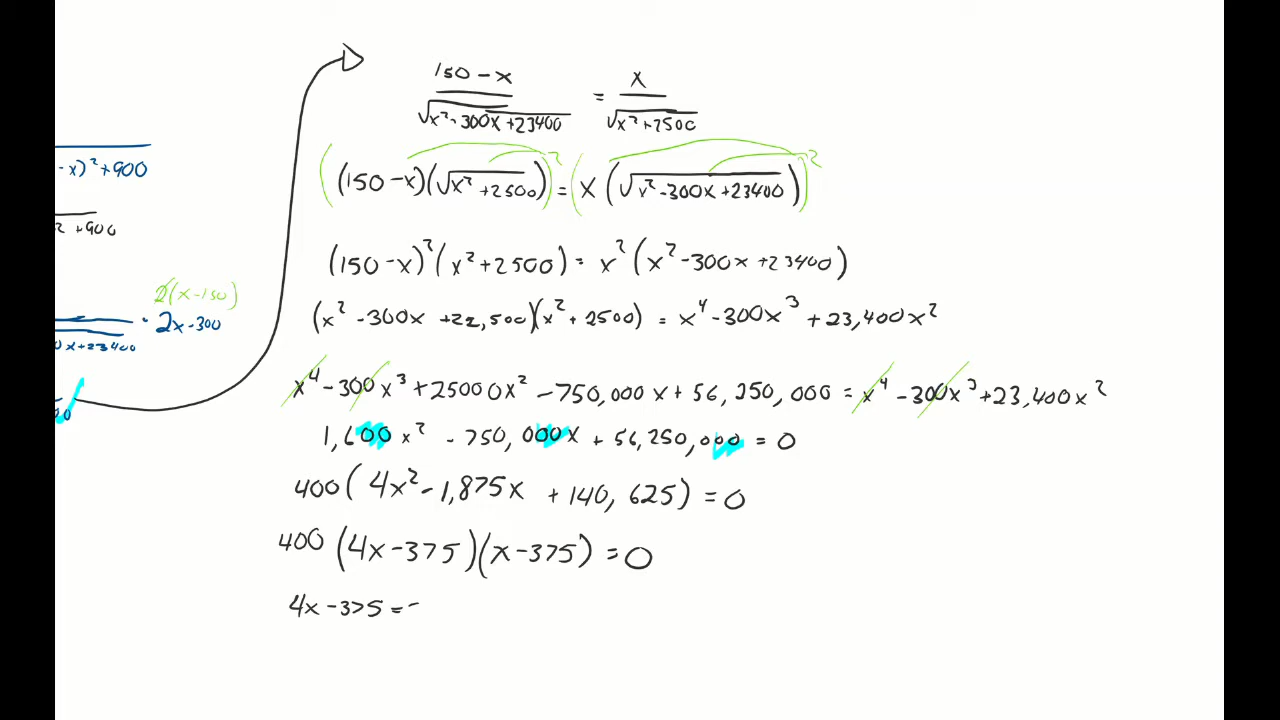 - x)² + 900
² + 900
2(x - 150)
· 2x - 300
0x + 23400
150 - x / √x² - 300x + 23400 = x / √x² + 2500
((150 - x)(√x² + 2500))² = (x(√x² - 300x + 23400))²
(150 - x)²(x² + 2500) = x²(x² - 300x + 23400)
(x² - 300x + 22,500)(x² + 2500) = x⁴ - 300x³ + 23,400x²
x⁴ - 300x³ + 25000x² - 750,000x + 56,250,000 = x⁴ - 300x³ + 23,400x²
1,600x² - 750,000x + 56,250,000 = 0
400(4x² - 1,875x + 140,625) = 0
400(4x - 375)(x - 375) = 0
4x - 375 =